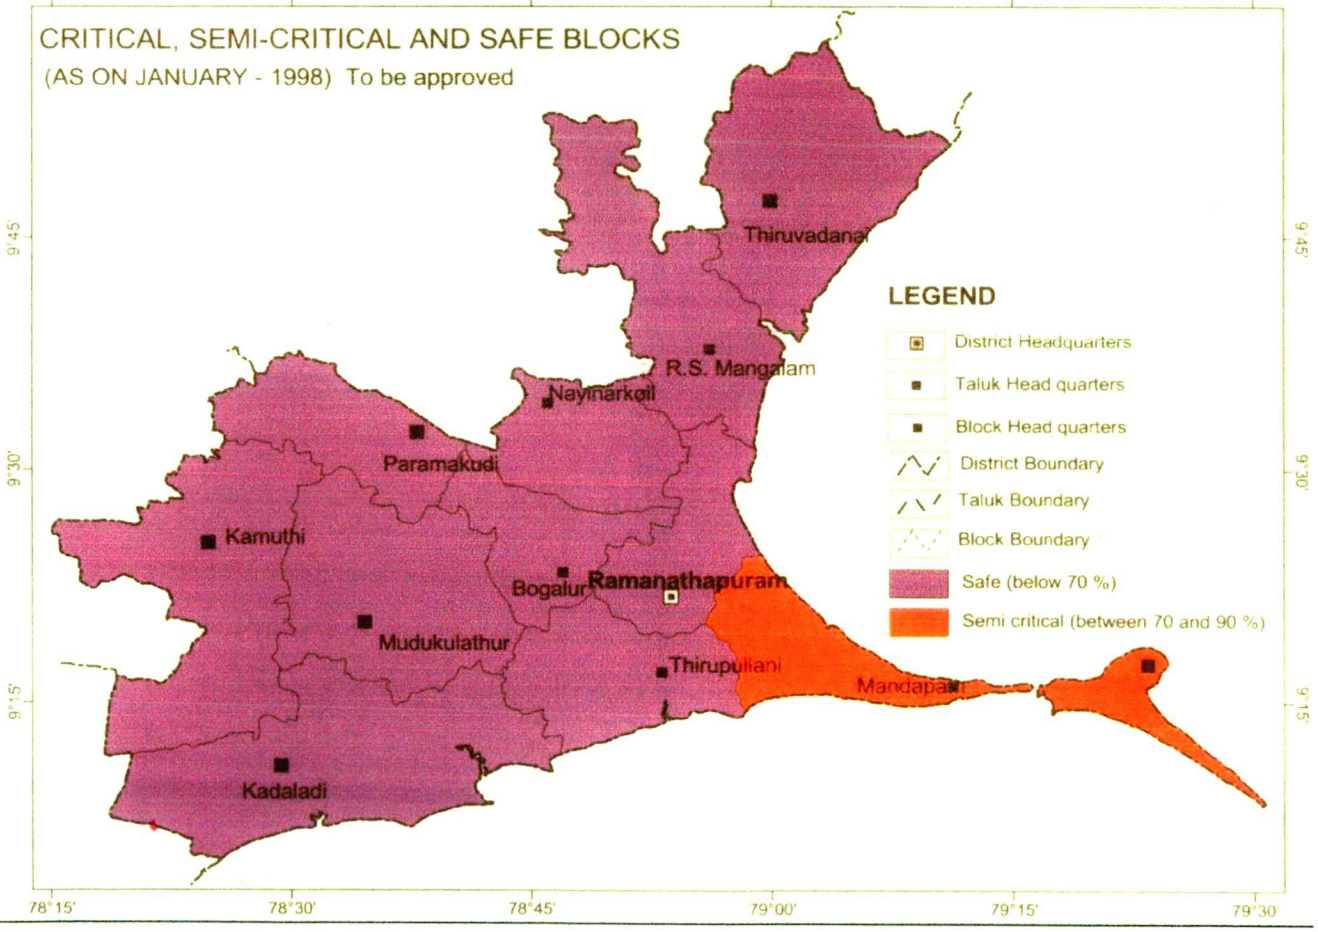 CRITICAL, SEMI-CRITICAL AND SAFE BLOCKS
(AS ON JANUARY - 1998) To be approved
Thiruvadanai
9°45'
9°45'
LEGEND
District Headquarters
R.S. Mangalam
Taluk Head quarters
Nayinarkoil
Block Head quarters
Paramakudi
District Boundary
9°30'
9°30'
Taluk Boundary
Kamuthi
Block Boundary
Bogalur
Ramanathapuram
Safe (below 70 %)
Semi critical (between 70 and 90 %)
Mudukulathur
Thirupuliani
Mandapam
9°15'
9°15'
Kadaladi
78°15'
78°30'
78°45'
79°00'
79°15'
79°30'